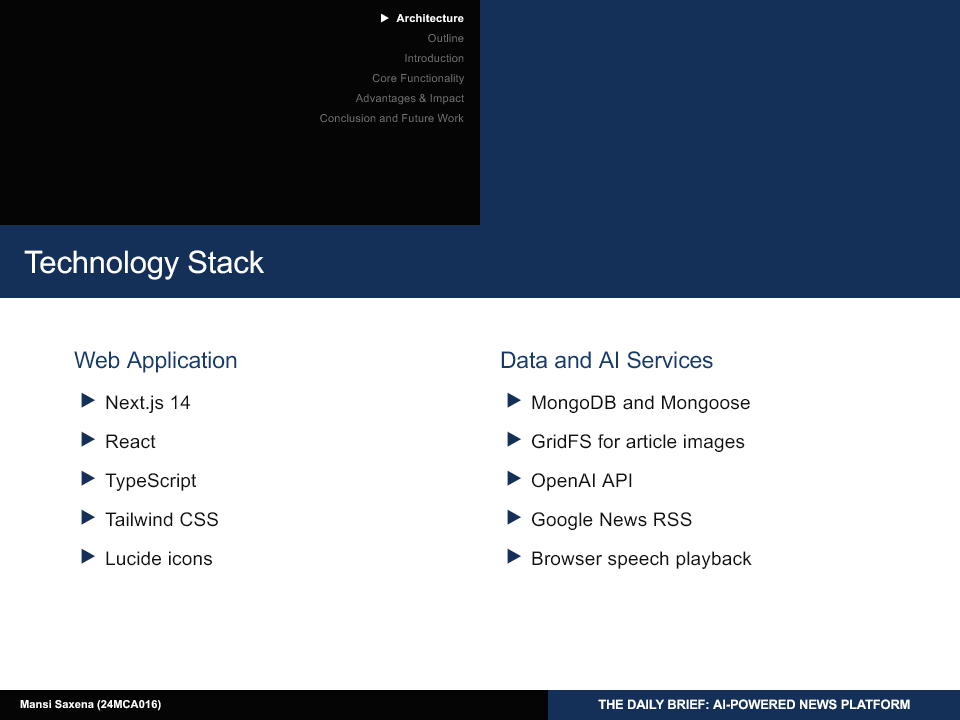 Architecture
Outline
Introduction
Core Functionality
Advantages & Impact
Conclusion and Future Work
Technology Stack
Web Application
Next.js 14
React
TypeScript
Tailwind CSS
Lucide icons
Data and AI Services
MongoDB and Mongoose
GridFS for article images
OpenAI API
Google News RSS
Browser speech playback
Mansi Saxena (24MCA016)
THE DAILY BRIEF: AI-POWERED NEWS PLATFORM